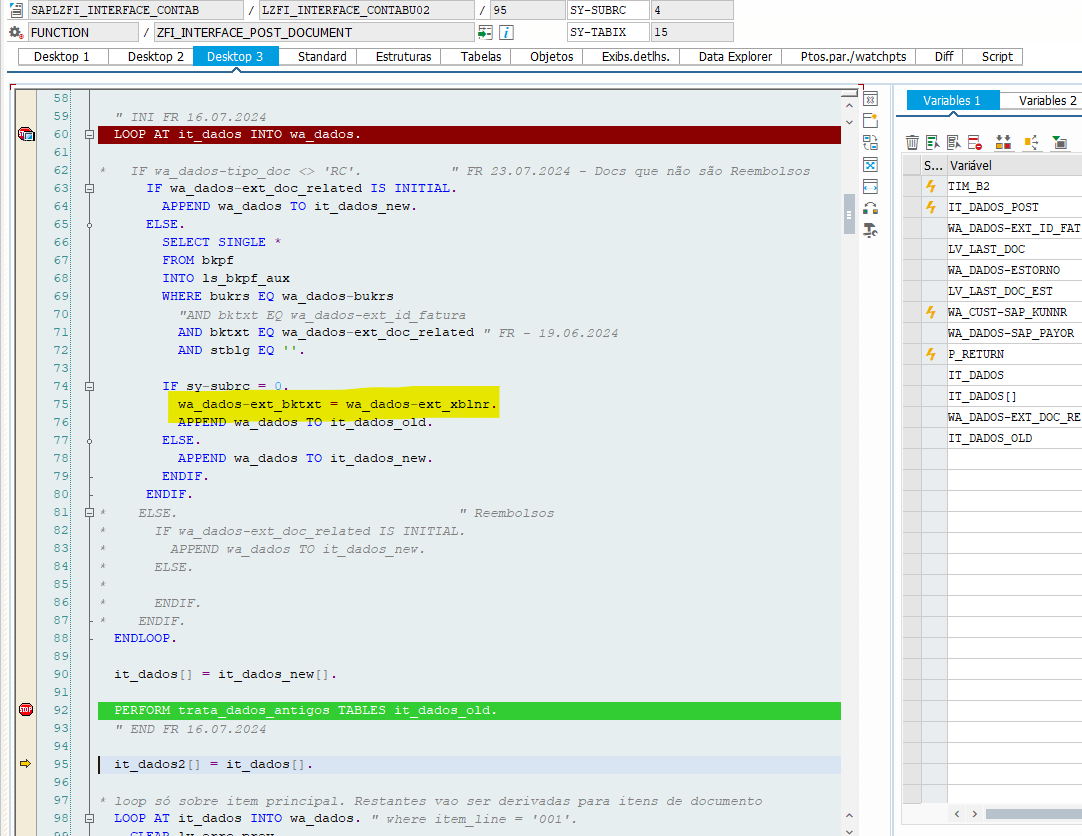 SAPLZFI_INTERFACE_CONTAB / LZFI_INTERFACE_CONTABU02 / 95 SY-SUBRC 4
FUNCTION / ZFI_INTERFACE_POST_DOCUMENT SY-TABIX 15
Desktop 1 Desktop 2 Desktop 3 Standard Estruturas Tabelas Objetos Exibs.detlhs. Data Explorer Ptos.par./watchpts Diff Script
58
59 " INI FR 16.07.2024
60 LOOP AT it_dados INTO wa_dados.
61
62 * IF wa_dados-tipo_doc <> 'RC'. " FR 23.07.2024 - Docs que não são Reembolsos
63 IF wa_dados-ext_doc_related IS INITIAL.
64 APPEND wa_dados TO it_dados_new.
65 ELSE.
66 SELECT SINGLE *
67 FROM bkpf
68 INTO ls_bkpf_aux
69 WHERE bukrs EQ wa_dados-bukrs
70 "AND bktxt EQ wa_dados-ext_id_fatura
71 AND bktxt EQ wa_dados-ext_doc_related " FR - 19.06.2024
72 AND stblg EQ ''.
73
74 IF sy-subrc = 0.
75 wa_dados-ext_bktxt = wa_dados-ext_xblnr.
76 APPEND wa_dados TO it_dados_old.
77 ELSE.
78 APPEND wa_dados TO it_dados_new.
79 ENDIF.
80 ENDIF.
81 * ELSE. " Reembolsos
82 * IF wa_dados-ext_doc_related IS INITIAL.
83 * APPEND wa_dados TO it_dados_new.
84 * ELSE.
85 *
86 * ENDIF.
87 * ENDIF.
88 ENDLOOP.
89
90 it_dados[] = it_dados_new[].
91
92 PERFORM trata_dados_antigos TABLES it_dados_old.
93 " END FR 16.07.2024
94
95 it_dados2[] = it_dados[].
96
97 * loop só sobre item principal. Restantes vao ser derivadas para itens de documento
98 LOOP AT it_dados INTO wa_dados. " where item_line = '001'.
Variables 1 Variables 2
S... Variável
TIM_B2
IT_DADOS_POST
WA_DADOS-EXT_ID_FAT
LV_LAST_DOC
WA_DADOS-ESTORNO
LV_LAST_DOC_EST
WA_CUST-SAP_KUNNR
WA_DADOS-SAP_PAYOR
P_RETURN
IT_DADOS
IT_DADOS[]
WA_DADOS-EXT_DOC_RE
IT_DADOS_OLD